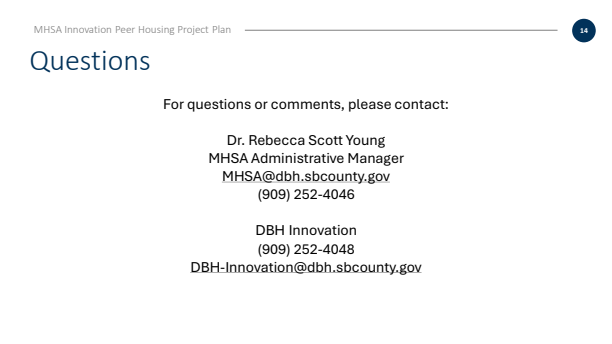 MHSA Innovation Peer Housing Project Plan
14
Questions
For questions or comments, please contact:
Dr. Rebecca Scott Young
MHSA Administrative Manager
MHSA@dbh.sbcounty.gov
(909) 252-4046
DBH Innovation
(909) 252-4048
DBH-Innovation@dbh.sbcounty.gov